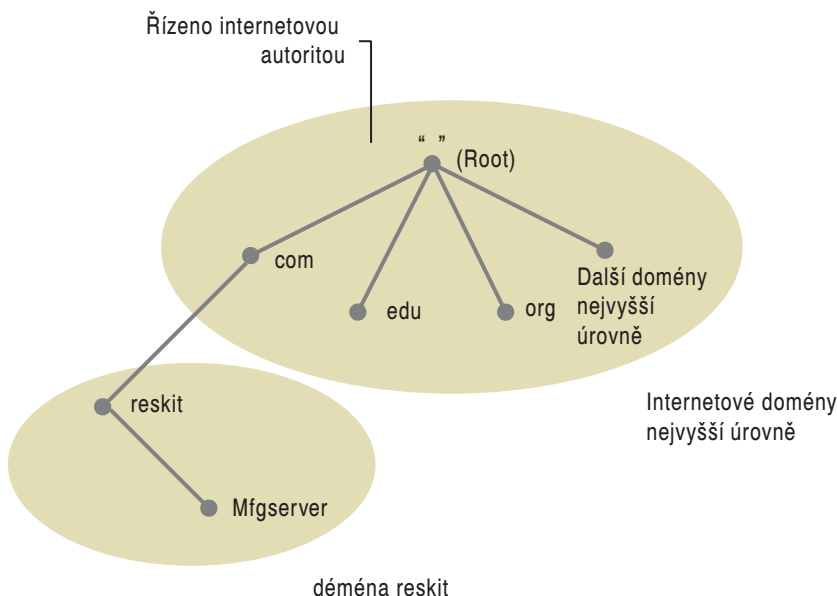 Řízeno internetovou
autoritou
“ ”
(Root)
com
edu
org
Další domény
nejvyšší
úrovně
reskit
Internetové domény
nejvyšší úrovně
Mfgserver
déména reskit